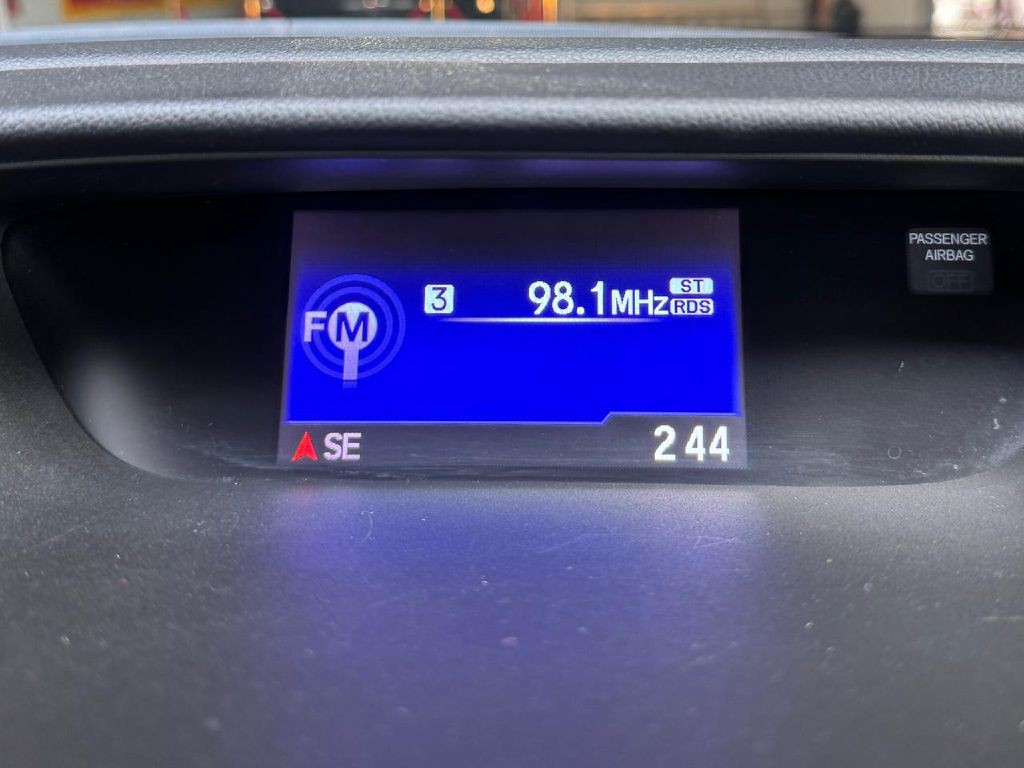 PASSENGER
AIRBAG
OFF
3 98.1MHz ST
RDS
FM
SE 2 44